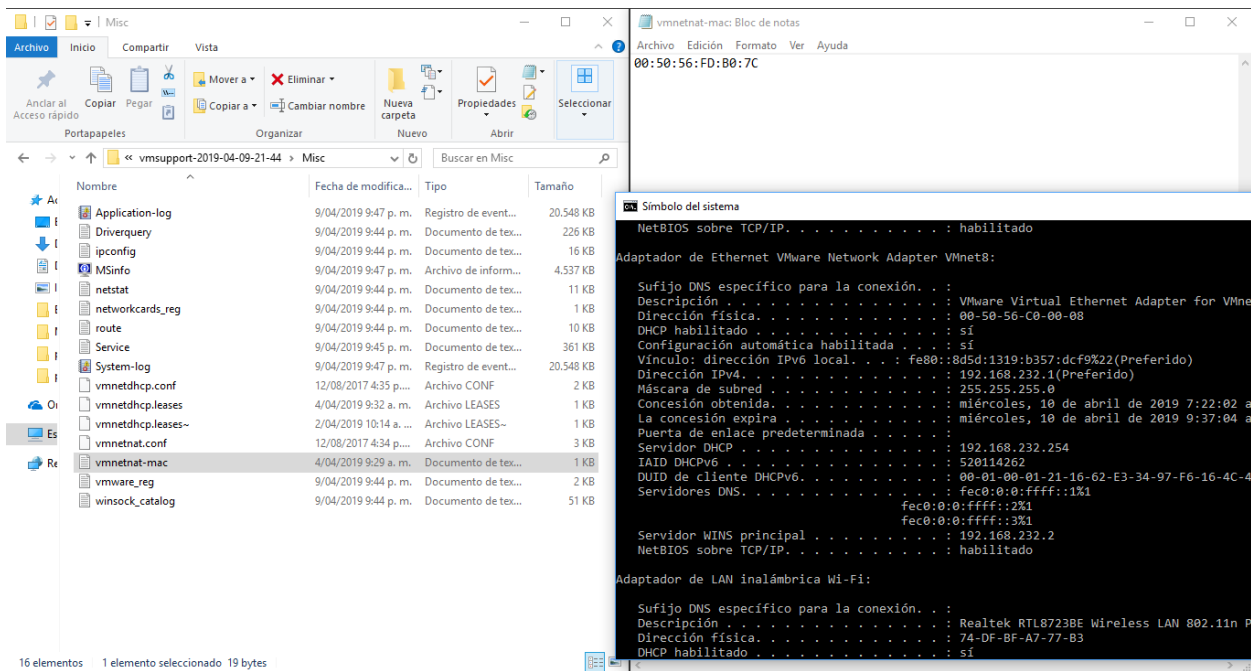 Misc
Archivo Inicio Compartir Vista
Anclar al Acceso rápido
Copiar
Pegar
Mover a
Copiar a
Eliminar
Cambiar nombre
Nueva carpeta
Propiedades
Seleccionar
Portapapeles Organizar Nuevo Abrir
« vmsupport-2019-04-09-21-44 > Misc
Buscar en Misc
Nombre Fecha de modifica... Tipo Tamaño
Application-log 9/04/2019 9:47 p. m. Registro de event... 20.548 KB
Driverquery 9/04/2019 9:44 p. m. Documento de tex... 226 KB
ipconfig 9/04/2019 9:44 p. m. Documento de tex... 16 KB
MSinfo 9/04/2019 9:47 p. m. Archivo de inform... 4.537 KB
netstat 9/04/2019 9:44 p. m. Documento de tex... 11 KB
networkcards_reg 9/04/2019 9:44 p. m. Documento de tex... 1 KB
route 9/04/2019 9:44 p. m. Documento de tex... 10 KB
Service 9/04/2019 9:45 p. m. Documento de tex... 361 KB
System-log 9/04/2019 9:47 p. m. Registro de event... 20.548 KB
vmnetdhcp.conf 12/08/2017 4:35 p.... Archivo CONF 2 KB
vmnetdhcp.leases 4/04/2019 9:32 a. m. Archivo LEASES 1 KB
vmnetdhcp.leases~ 2/04/2019 10:14 a. ... Archivo LEASES~ 1 KB
vmnetnat.conf 12/08/2017 4:34 p.... Archivo CONF 3 KB
vmnetnat-mac 4/04/2019 9:29 a. m. Documento de tex... 1 KB
vmware_reg 9/04/2019 9:44 p. m. Documento de tex... 2 KB
winsock_catalog 9/04/2019 9:44 p. m. Documento de tex... 51 KB
16 elementos 1 elemento seleccionado 19 bytes
vmnetnat-mac: Bloc de notas
Archivo Edición Formato Ver Ayuda
00:50:56:FD:B0:7C
Símbolo del sistema
NetBIOS sobre TCP/IP. . . . . . . . . . . : habilitado
Adaptador de Ethernet VMware Network Adapter VMnet8:
Sufijo DNS específico para la conexión. . :
Descripción . . . . . . . . . . . . . . . : VMware Virtual Ethernet Adapter for VMne
Dirección física. . . . . . . . . . . . . : 00-50-56-C0-00-08
DHCP habilitado . . . . . . . . . . . . . : sí
Configuración automática habilitada . . . : sí
Vínculo: dirección IPv6 local. . . : fe80::8d5d:1319:b357:dcf9%22(Preferido)
Dirección IPv4. . . . . . . . . . . . . . : 192.168.232.1(Preferido)
Máscara de subred . . . . . . . . . . . . : 255.255.255.0
Concesión obtenida. . . . . . . . . . . . : miércoles, 10 de abril de 2019 7:22:02 a
La concesión expira . . . . . . . . . . . : miércoles, 10 de abril de 2019 9:37:04 a
Puerta de enlace predeterminada . . . . . :
Servidor DHCP . . . . . . . . . . . . . . : 192.168.232.254
IAID DHCPv6 . . . . . . . . . . . . . . . : 520114262
DUID de cliente DHCPv6. . . . . . . . . . : 00-01-00-01-21-16-62-E3-34-97-F6-16-4C-4
Servidores DNS. . . . . . . . . . . . . . : fec0:0:0:ffff::1%1
fec0:0:0:ffff::2%1
fec0:0:0:ffff::3%1
Servidor WINS principal . . . . . . . . . : 192.168.232.2
NetBIOS sobre TCP/IP. . . . . . . . . . . : habilitado
Adaptador de LAN inalámbrica Wi-Fi:
Sufijo DNS específico para la conexión. . :
Descripción . . . . . . . . . . . . . . . : Realtek RTL8723BE Wireless LAN 802.11n P
Dirección física. . . . . . . . . . . . . : 74-DF-BF-A7-77-B3
DHCP habilitado . . . . . . . . . . . . . : sí